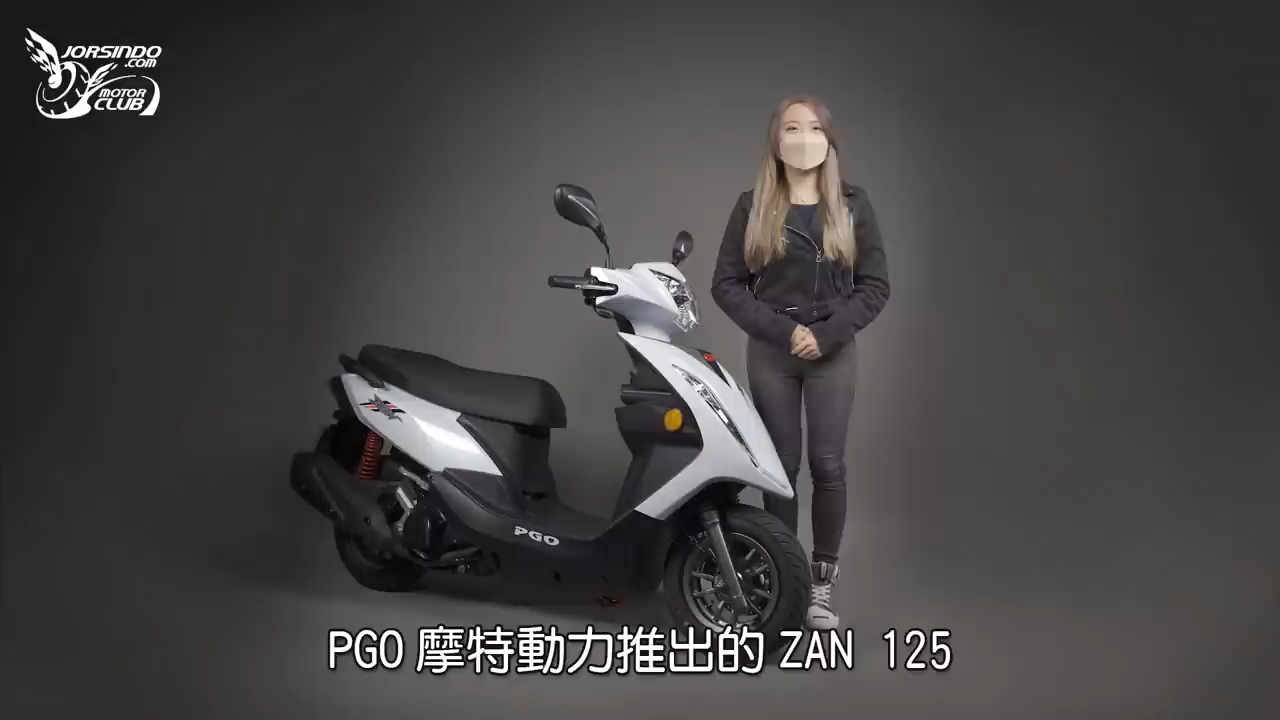 JORSINDO
.COM
MOTOR
CLUB
PGO
PGO 摩特動力推出的 ZAN 125